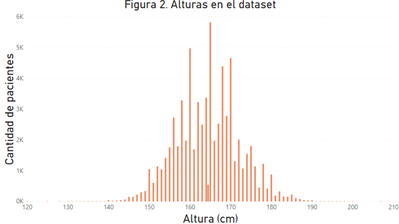 Figura 2. Alturas en el dataset
Cantidad de pacientes
6K
5K
4K
3K
2K
1K
0K
120 130 140 150 160 170 180 190 200 210
Altura (cm)